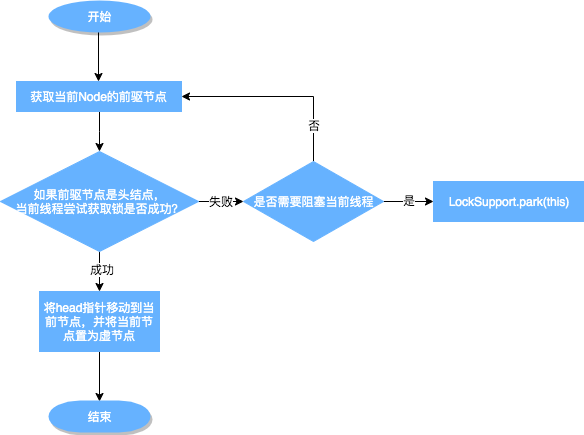 开始
获取当前Node的前驱节点
否
如果前驱节点是头结点，
当前线程尝试获取锁是否成功?
失败
是否需要阻塞当前线程
是
LockSupport.park(this)
成功
将head指针移动到当
前节点，并将当前节
点置为虚节点
结束